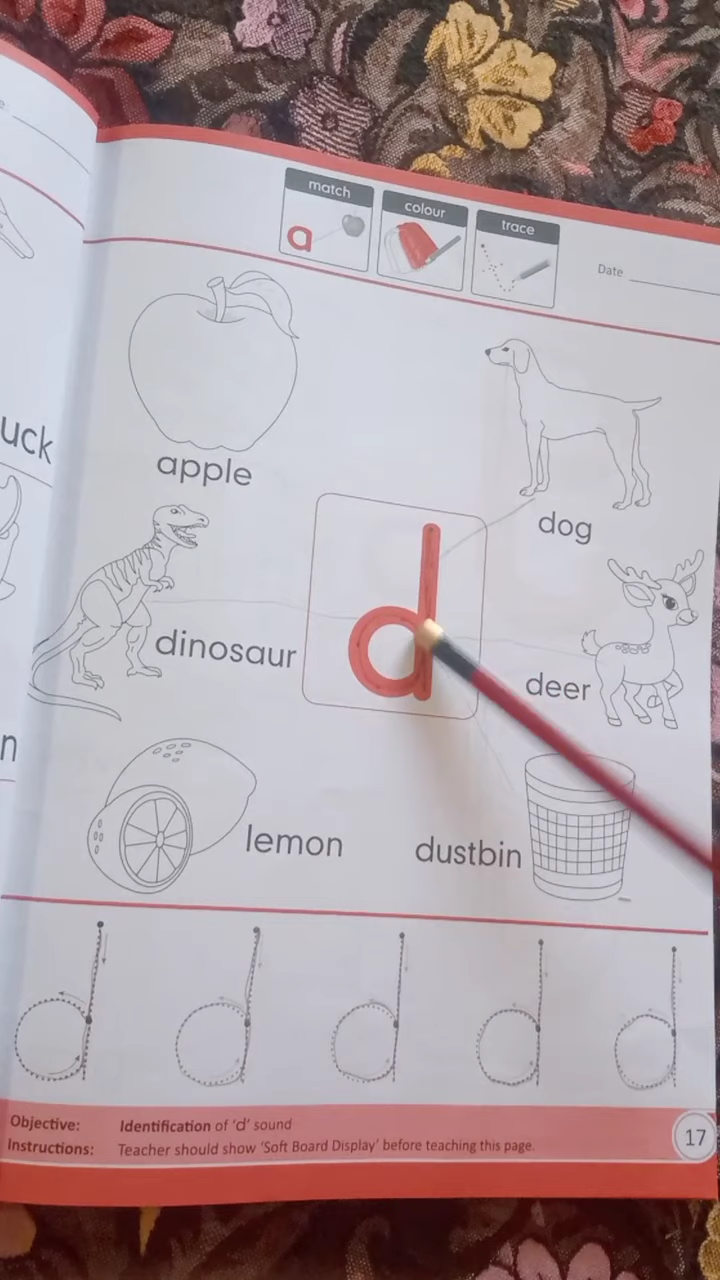 match
colour
trace
a
Date
uck
apple
dog
d
dinosaur
deer
n
lemon
dustbin
d d d d d
Objective: Identification of 'd' sound
Instructions: Teacher should show 'Soft Board Display' before teaching this page.
17